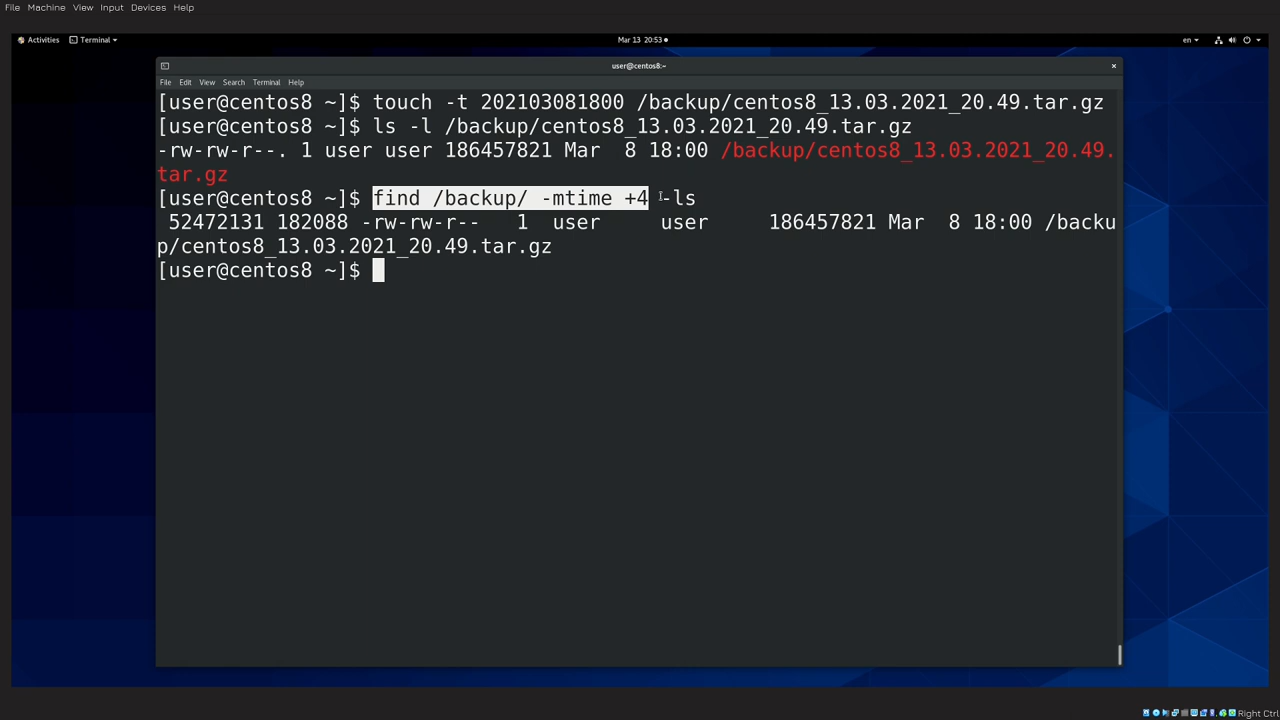 File Machine View Input Devices Help
Activities Terminal Mar 13 20:53 en
user@centos8:~
File Edit View Search Terminal Help
[user@centos8 ~]$ touch -t 202103081800 /backup/centos8_13.03.2021_20.49.tar.gz
[user@centos8 ~]$ ls -l /backup/centos8_13.03.2021_20.49.tar.gz
-rw-rw-r--. 1 user user 186457821 Mar  8 18:00 /backup/centos8_13.03.2021_20.49.
tar.gz
[user@centos8 ~]$ find /backup/ -mtime +4 -ls
 52472131 182088 -rw-rw-r--   1  user     user     186457821 Mar  8 18:00 /backu
p/centos8_13.03.2021_20.49.tar.gz
[user@centos8 ~]$
Right Ctrl